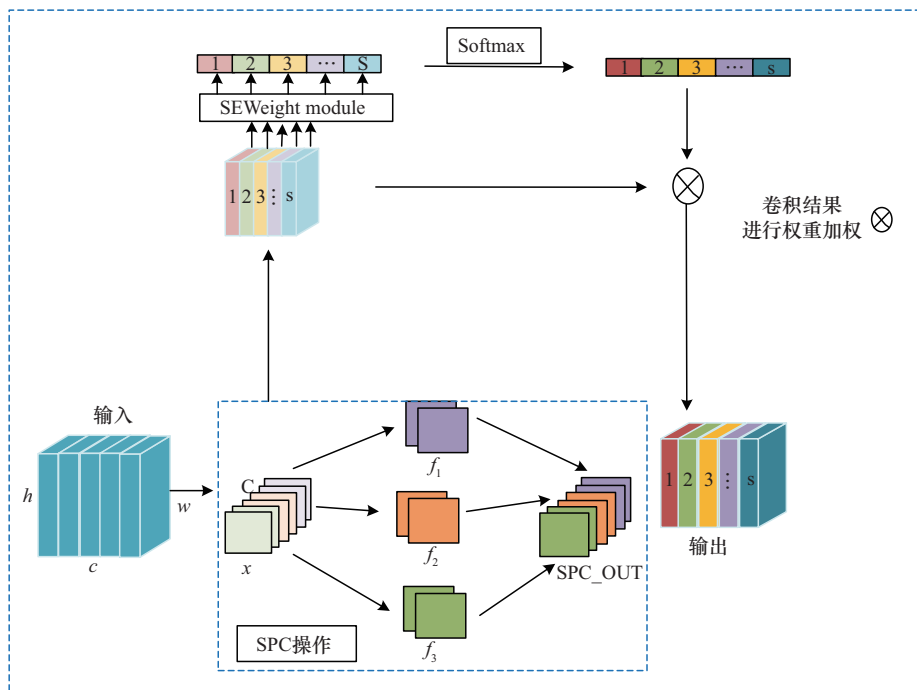 Softmax
1 2 3 ⋯ S
1 2 3 ⋯ s
SEWeight module
1 2 3 ⋮ s
卷积结果
进行权重加权
输入
h
w
c
C
x
f1
f2
f3
SPC_OUT
SPC操作
1 2 3 ⋮ s
输出